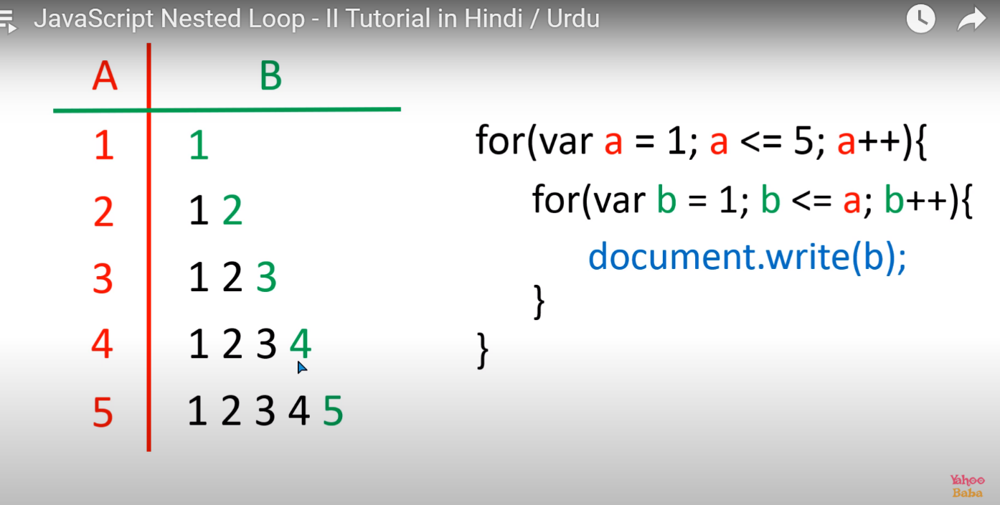 JavaScript Nested Loop - II Tutorial in Hindi / Urdu
A B
1 1
2 1 2
3 1 2 3
4 1 2 3 4
5 1 2 3 4 5
for(var a = 1; a <= 5; a++){
for(var b = 1; b <= a; b++){
document.write(b);
}
}
Yahoo
Baba